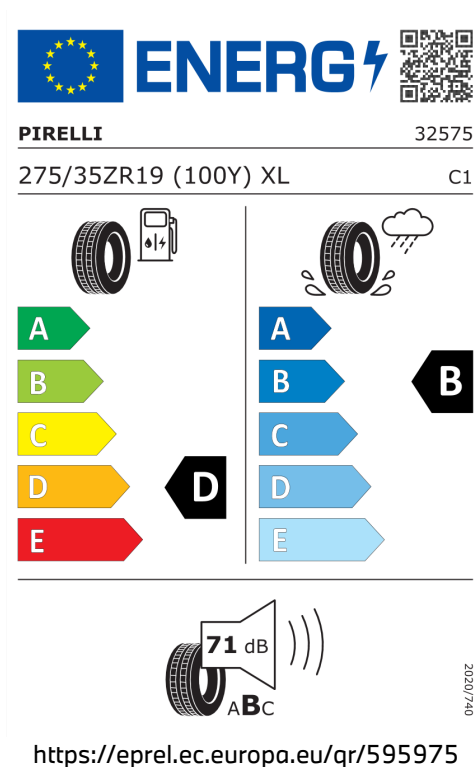 ENERG
PIRELLI 32575
275/35ZR19 (100Y) XL C1
A A
B B B
C C
D D D
E E
71 dB
ABC
2020/740
https://eprel.ec.europa.eu/qr/595975